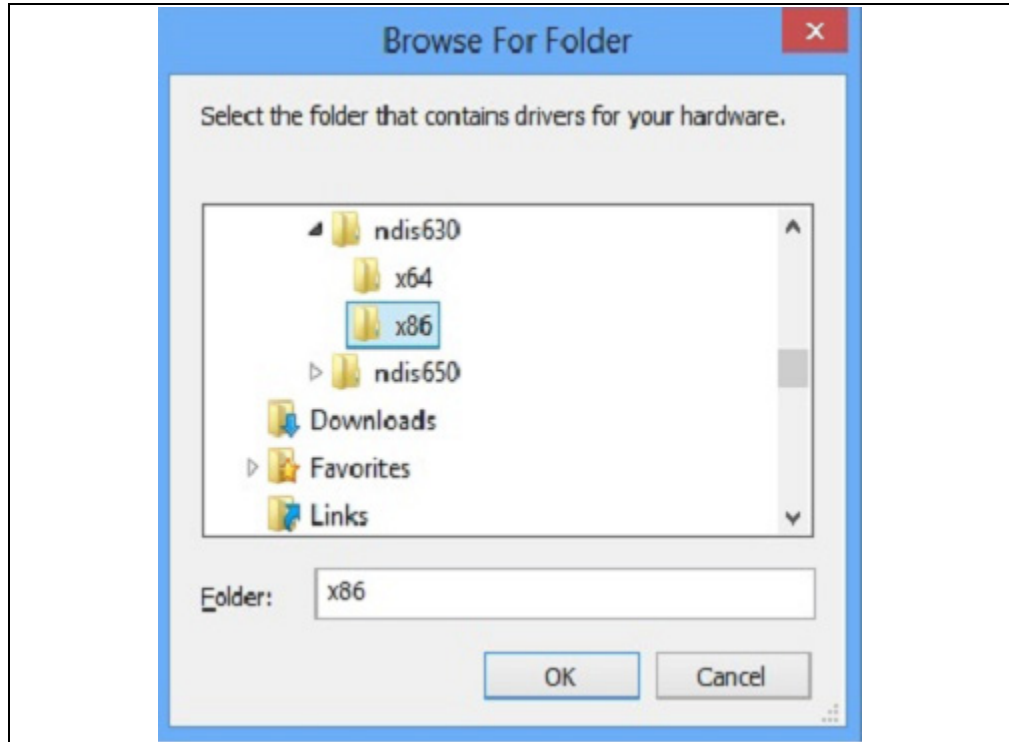 Browse For Folder
Select the folder that contains drivers for your hardware.
ndis630
x64
x86
ndis650
Downloads
Favorites
Links
Folder: x86
OK Cancel